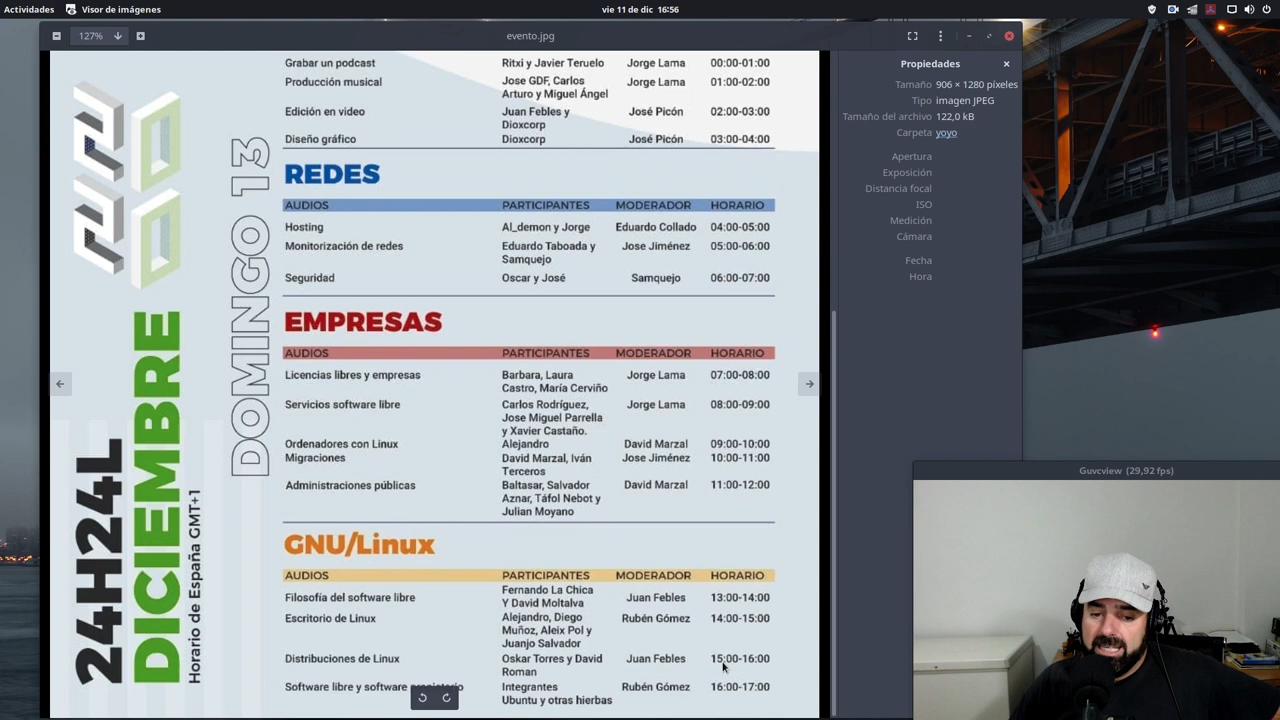 Actividades
Visor de imágenes
vie 11 de dic 16:56
127%
evento.jpg
Grabar un podcast Ritxi y Javier Teruelo Jorge Lama 00:00-01:00
Producción musical Jose GDF, Carlos Jorge Lama 01:00-02:00
Arturo y Miguel Ángel
Edición en video Juan Febles y José Picón 02:00-03:00
Dioxcorp
Diseño gráfico Dioxcorp José Picón 03:00-04:00
REDES
AUDIOS PARTICIPANTES MODERADOR HORARIO
Hosting Al_demon y Jorge Eduardo Collado 04:00-05:00
Monitorización de redes Eduardo Taboada y Jose Jiménez 05:00-06:00
Samquejo
Seguridad Oscar y José Samquejo 06:00-07:00
EMPRESAS
AUDIOS PARTICIPANTES MODERADOR HORARIO
Licencias libres y empresas Barbara, Laura Jorge Lama 07:00-08:00
Castro, María Cerviño
Servicios software libre Carlos Rodríguez, Jorge Lama 08:00-09:00
Jose Miguel Parrella
y Xavier Castaño.
Ordenadores con Linux Alejandro David Marzal 09:00-10:00
Migraciones David Marzal, Iván Jose Jiménez 10:00-11:00
Terceros
Administraciones públicas Baltasar, Salvador David Marzal 11:00-12:00
Aznar, Táfol Nebot y
Julian Moyano
GNU/Linux
AUDIOS PARTICIPANTES MODERADOR HORARIO
Fernando La Chica
Filosofía del software libre Y David Moltalva Juan Febles 13:00-14:00
Escritorio de Linux Alejandro, Diego Rubén Gómez 14:00-15:00
Muñoz, Aleix Pol y
Juanjo Salvador
Distribuciones de Linux Oskar Torres y David Juan Febles 15:00-16:00
Roman
Software libre y software Integrantes Rubén Gómez 16:00-17:00
Ubuntu y otras hierbas
24H24L
DICIEMBRE
Horario de España GMT+1
DOMINGO 13
Propiedades
Tamaño 906 × 1280 píxeles
Tipo imagen JPEG
Tamaño del archivo 122,0 kB
Carpeta yoyo
Apertura
Exposición
Distancia focal
ISO
Medición
Cámara
Fecha
Hora
Guvcview (29,92 fps)